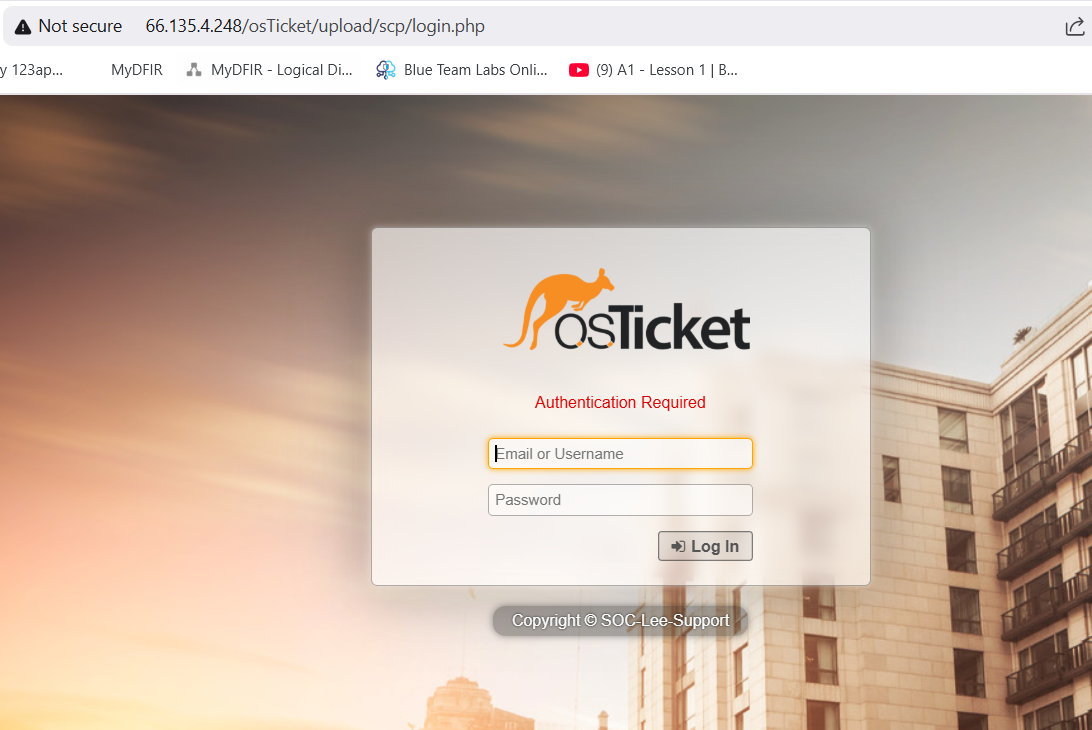 Not secure 66.135.4.248/osTicket/upload/scp/login.php
y 123ap... MyDFIR MyDFIR - Logical Di... Blue Team Labs Onli... (9) A1 - Lesson 1 | B...
osTicket
Authentication Required
Email or Username
Password
Log In
Copyright © SOC-Lee-Support